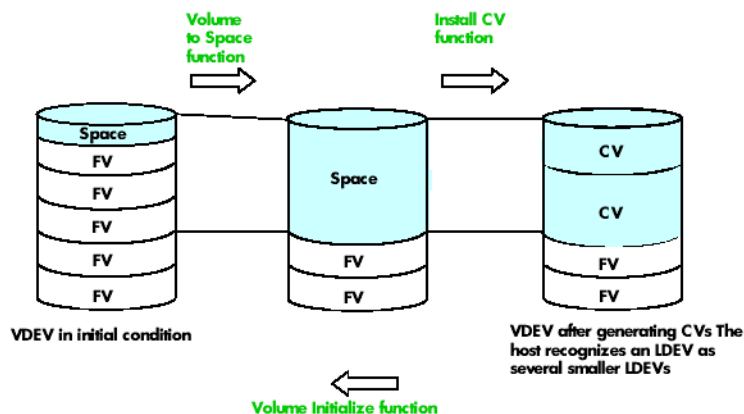 Volume
to Space
function
Install CV
function
Space
FV
FV
FV
FV
FV
Space
FV
FV
CV
CV
FV
FV
VDEV in initial condition
VDEV after generating CVs The
host recognizes an LDEV as
several smaller LDEVs
Volume Initialize function